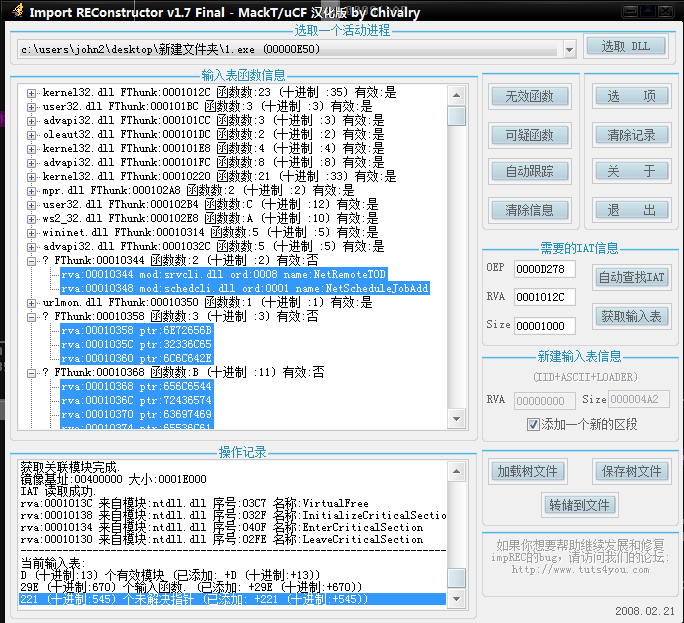 Import REConstructor v1.7 Final - MackT/uCF 汉化版 by Chivalry
选取一个活动进程
c:\users\john2\desktop\新建文件夹\1.exe (00000E50)
选取 DLL
输入表函数信息
kernel32.dll FThunk:0001012C 函数数:23 (十进制 :35) 有效:是
user32.dll FThunk:000101BC 函数数:3 (十进制 :3) 有效:是
advapi32.dll FThunk:000101CC 函数数:3 (十进制 :3) 有效:是
oleaut32.dll FThunk:000101DC 函数数:2 (十进制 :2) 有效:是
kernel32.dll FThunk:000101E8 函数数:4 (十进制 :4) 有效:是
advapi32.dll FThunk:000101FC 函数数:8 (十进制 :8) 有效:是
kernel32.dll FThunk:00010220 函数数:21 (十进制 :33) 有效:是
mpr.dll FThunk:000102A8 函数数:2 (十进制 :2) 有效:是
user32.dll FThunk:000102B4 函数数:C (十进制 :12) 有效:是
ws2_32.dll FThunk:000102E8 函数数:A (十进制 :10) 有效:是
wininet.dll FThunk:00010314 函数数:5 (十进制 :5) 有效:是
advapi32.dll FThunk:0001032C 函数数:5 (十进制 :5) 有效:是
? FThunk:00010344 函数数:2 (十进制 :2) 有效:否
rva:00010344 mod:srvcli.dll ord:0008 name:NetRemoteTOD
rva:00010348 mod:schedcli.dll ord:0001 name:NetScheduleJobAdd
urlmon.dll FThunk:00010350 函数数:1 (十进制 :1) 有效:是
? FThunk:00010358 函数数:3 (十进制 :3) 有效:否
rva:00010358 ptr:6E72656B
rva:0001035C ptr:32336C65
rva:00010360 ptr:6C6C642E
? FThunk:00010368 函数数:B (十进制 :11) 有效:否
rva:00010368 ptr:656C6544
rva:0001036C ptr:72436574
rva:00010370 ptr:63697469
rva:00010374 ptr:65536C61
无效函数
可疑函数
自动跟踪
清除信息
选 项
清除记录
关 于
退 出
需要的IAT信息
OEP 0000D278
RVA 0001012C
Size 00001000
自动查找IAT
获取输入表
新建输入表信息
(IID+ASCII+LOADER)
RVA 00000000 Size 000004A2
添加一个新的区段
操作记录
获取关联模块完成.
镜像基址:00400000 大小:0001E000
IAT 读取成功.
rva:0001013C 来自模块:ntdll.dll 序号:03C7 名称:VirtualFree
rva:00010138 来自模块:ntdll.dll 序号:032F 名称:InitializeCriticalSectio
rva:00010134 来自模块:ntdll.dll 序号:040F 名称:EnterCriticalSection
rva:00010130 来自模块:ntdll.dll 序号:02FE 名称:LeaveCriticalSection
当前输入表:
D (十进制:13) 个有效模块 (已添加: +D (十进制:+13))
29E (十进制:670) 个输入函数. (已添加: +29E (十进制:+670))
221 (十进制:545) 个未解决指针 (已添加: +221 (十进制:+545))
加载树文件
保存树文件
转储到文件
如果你想要帮助继续发展和修复
impREC的bug, 请访问我们的论坛:
http://www.tuts4you.com
2008.02.21